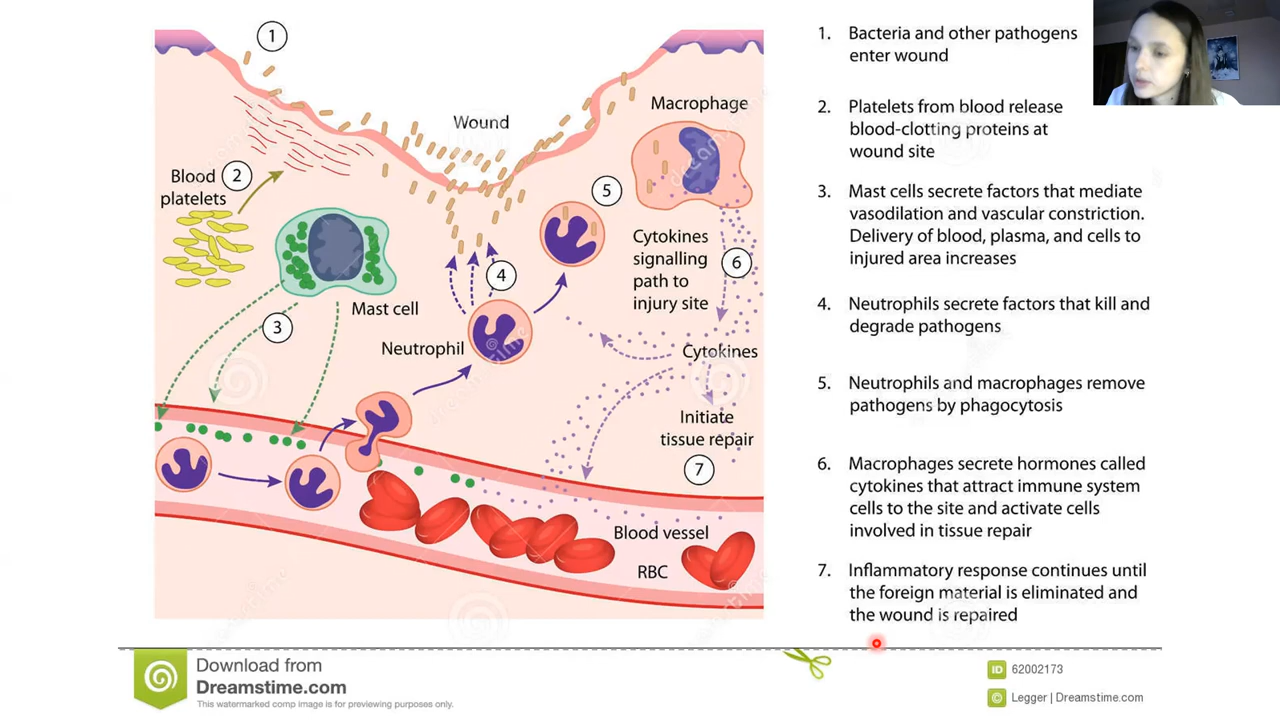 1
Wound
Macrophage
Blood
platelets
2
5
Cytokines
signalling
path to
injury site
6
4
Mast cell
3
Neutrophil
Cytokines
Initiate
tissue repair
7
Blood vessel
RBC
1. Bacteria and other pathogens
enter wound
2. Platelets from blood release
blood-clotting proteins at
wound site
3. Mast cells secrete factors that mediate
vasodilation and vascular constriction.
Delivery of blood, plasma, and cells to
injured area increases
4. Neutrophils secrete factors that kill and
degrade pathogens
5. Neutrophils and macrophages remove
pathogens by phagocytosis
6. Macrophages secrete hormones called
cytokines that attract immune system
cells to the site and activate cells
involved in tissue repair
7. Inflammatory response continues until
the foreign material is eliminated and
the wound is repaired
Download from
Dreamstime.com
This watermarked comp image is for previewing purposes only.
ID 62002173
© Legger | Dreamstime.com